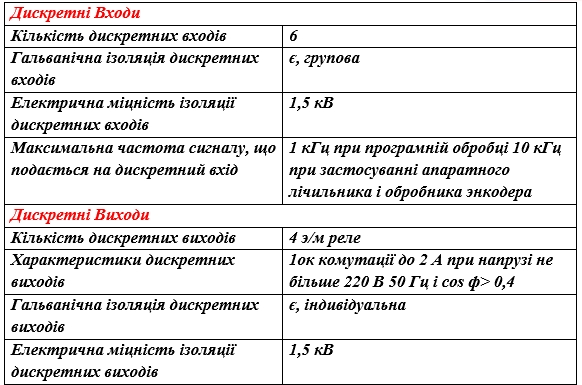 Дискретні Входи
Кількість дискретних входів 6
Гальванічна ізоляція дискретних входів є, групова
Електрична міцність ізоляції дискретних входів 1,5 кВ
Максимальна частота сигналу, що подається на дискретний вхід 1 кГц при програмній обробці 10 кГц при застосуванні апаратного лічильника і обробника энкодера
Дискретні Виходи
Кількість дискретних виходів 4 э/м реле
Характеристики дискретних виходів 1ок комутації до 2 А при напрузі не більше 220 В 50 Гц і cos ф> 0,4
Гальванічна ізоляція дискретних виходів є, індивідуальна
Електрична міцність ізоляції дискретних виходів 1,5 кВ